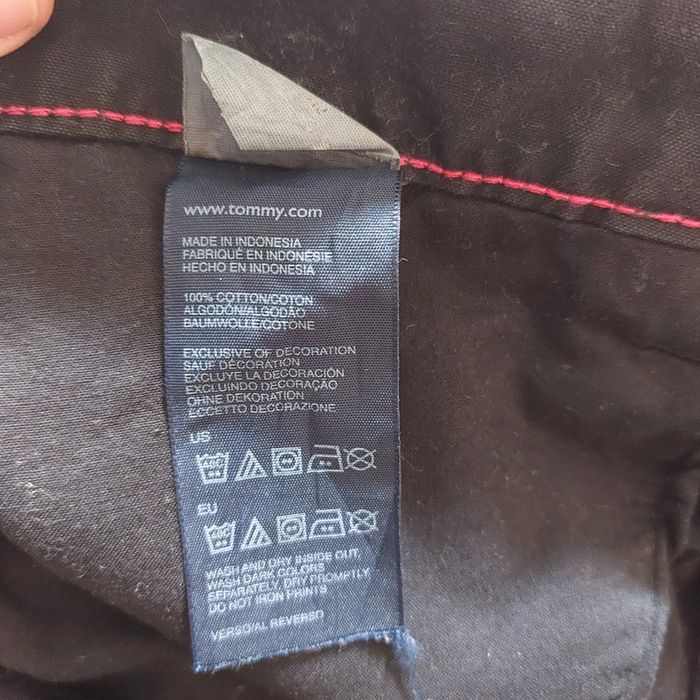 www.tommy.com
MADE IN INDONESIA
FABRIQUÉ EN INDONÉSIE
HECHO EN INDONESIA
100% COTTON/COTON
ALGODÓN/ALGODÃO
BAUMWOLLE/COTONE
EXCLUSIVE OF DECORATION
SAUF DÉCORATION
EXCLUYE LA DECORACIÓN
EXCLUINDO DECORAÇÃO
OHNE DEKORATION
ECCETTO DECORAZIONE
US
40C
EU
40C
WASH AND DRY INSIDE OUT.
WASH DARK COLORS
SEPARATELY. DRY PROMPTLY
DO NOT IRON PRINTS
VERSO/AL REVERSO